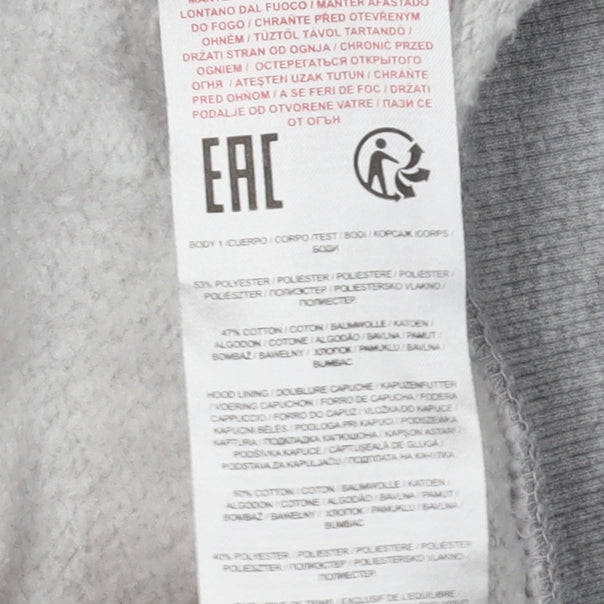 LONTANO DAL FUOCO / MANTER AFASTADO
DO FOGO / CHRAŇTE PŘED OTEVŘENÝM
OHNĚM / TŰZTŐL TÁVOL TARTANDÓ /
DRŽATI STRAN OD OGNJA / CHRONIĆ PRZED
OGNIEM / ОСТЕРЕГАТЬСЯ ОТКРЫТОГО
ОГНЯ / ATEŞTEN UZAK TUTUN / CHRÁŇTE
PRED OHŇOM / A SE FERI DE FOC / DRŽATI
PODALJE OD OTVORENE VATRE / ПАЗИ СЕ
ОТ ОГЪН
EAC
BODY 1 /CUERPO / CORPO /TEST / BODI / КОРСАЖ /CORPS /
БОДИ
53% POLYESTER / POLIESTER / POLIESTERE / POLIÉSTER /
POLIÉSZTER / ПОЛИЭСТЕР / POLIESTERSKO VLAKNO /
ПОЛИЕСТЕР
47% COTTON / COTON / BAUMWOLLE / KATOEN /
ALGODON / COTONE / ALGODÃO / BAVLNA / PAMUT /
BOMBAŽ / BAWEŁNY / ХЛОПОК / PAMUKLU / BAVLNA /
BUMBAC
HOOD LINING / DOUBLURE CAPUCHE / KAPUZENFUTTER
/ VOERING CAPUCHON / FORRO DE CAPUCHA / FODERA
CAPPUCCIO / FORRO DO CAPUZ / VLOŽKA DO KAPUCE /
KAPUCNI BÉLÉS / PODLOGA PRI KAPUCI / PODSZEWKA
KAPTURA / ПОДКЛАДКА КАПЮШОНА / KAPŞON ASTARI
PODŠÍVKA KAPUCE / CĂPTUŞEALĂ DE GLUGĂ /
PODSTAVA ZA KAPULJAČU / ПОДПЛАТА НА КАЧУЛКА
60% COTTON / COTON / BAUMWOLLE / KATOEN /
ALGODON / COTONE / ALGODÃO / BAVLNA / PAMUT /
BOMBAŽ / BAWEŁNY / ХЛОПОК / PAMUKLU / BAVLNA /
BUMBAC
40% POLYESTER / POLIESTER / POLIESTERE / POLIÉSTER /
POLIÉSZTER / ПОЛИЭСТЕР / POLIESTERSKO VLAKNO /
ПОЛИЕСТЕР